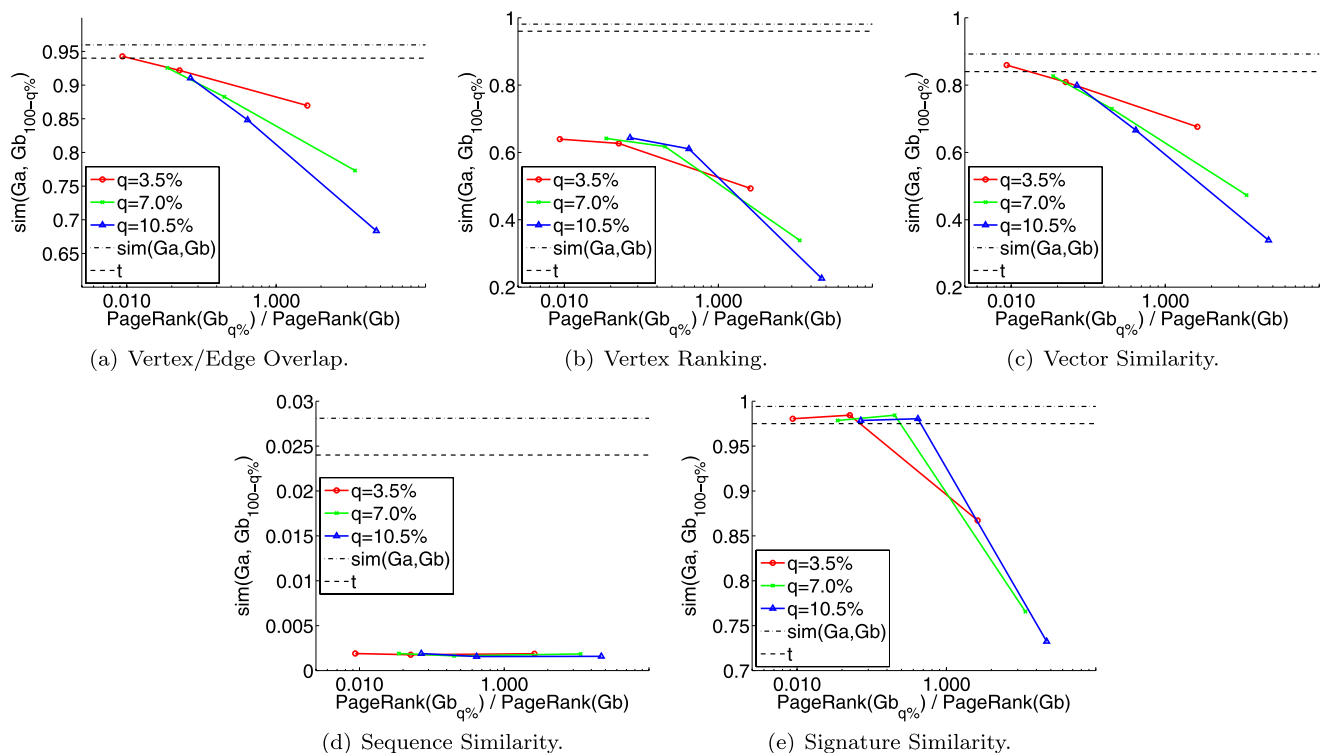 0.95
0.9
0.85
0.8
0.75
0.7
0.65
sim(Ga, Gb100−q%)
q=3.5%
q=7.0%
q=10.5%
sim(Ga,Gb)
t
0.010 1.000
PageRank(Gbq%) / PageRank(Gb)
(a) Vertex/Edge Overlap.
1
0.8
0.6
0.4
0.2
sim(Ga, Gb100−q%)
q=3.5%
q=7.0%
q=10.5%
sim(Ga,Gb)
t
0.010 1.000
PageRank(Gbq%) / PageRank(Gb)
(b) Vertex Ranking.
1
0.8
0.6
0.4
0.2
sim(Ga, Gb100−q%)
q=3.5%
q=7.0%
q=10.5%
sim(Ga,Gb)
t
0.010 1.000
PageRank(Gbq%) / PageRank(Gb)
(c) Vector Similarity.
0.03
0.025
0.02
0.015
0.01
0.005
0
sim(Ga, Gb100−q%)
q=3.5%
q=7.0%
q=10.5%
sim(Ga,Gb)
t
0.010 1.000
PageRank(Gbq%) / PageRank(Gb)
(d) Sequence Similarity.
1
0.95
0.9
0.85
0.8
0.75
0.7
sim(Ga, Gb100−q%)
q=3.5%
q=7.0%
q=10.5%
sim(Ga,Gb)
t
0.010 1.000
PageRank(Gbq%) / PageRank(Gb)
(e) Signature Similarity.